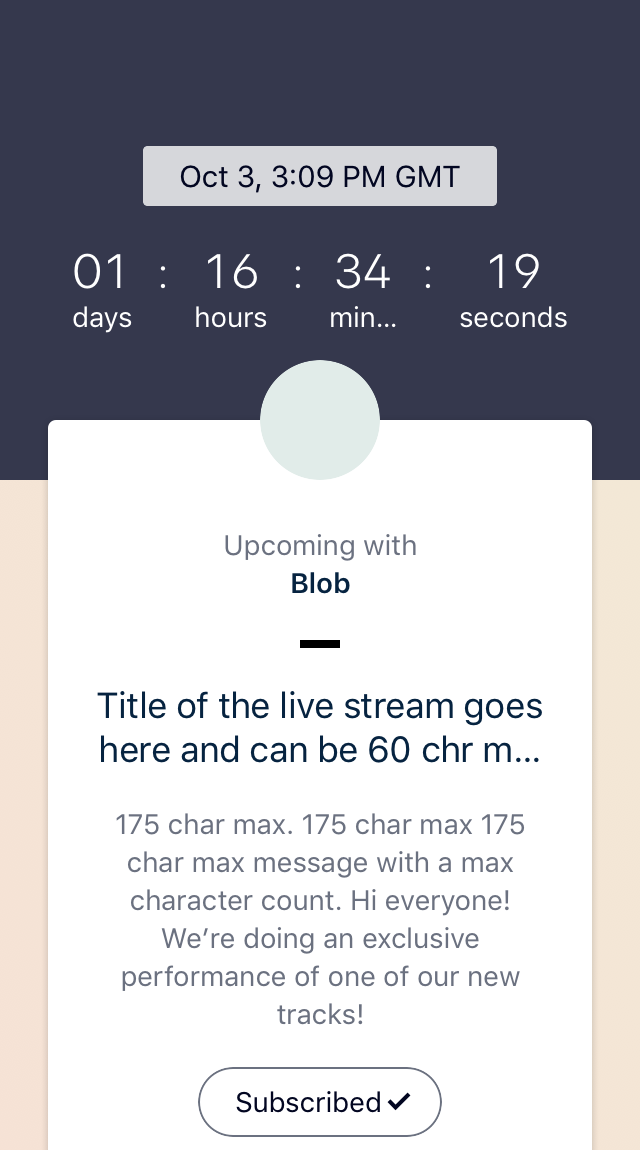 Oct 3, 3:09 PM GMT
01 : 16 : 34 : 19
days hours min... seconds
Upcoming with
Blob
Title of the live stream goes
here and can be 60 chr m...
175 char max. 175 char max 175
char max message with a max
character count. Hi everyone!
We’re doing an exclusive
performance of one of our new
tracks!
Subscribed